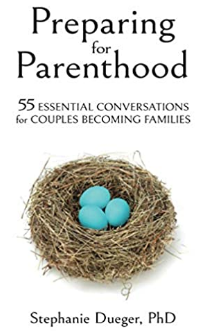 Preparing
for
Parenthood
55 ESSENTIAL CONVERSATIONS
for COUPLES BECOMING FAMILIES
Stephanie Dueger, PhD